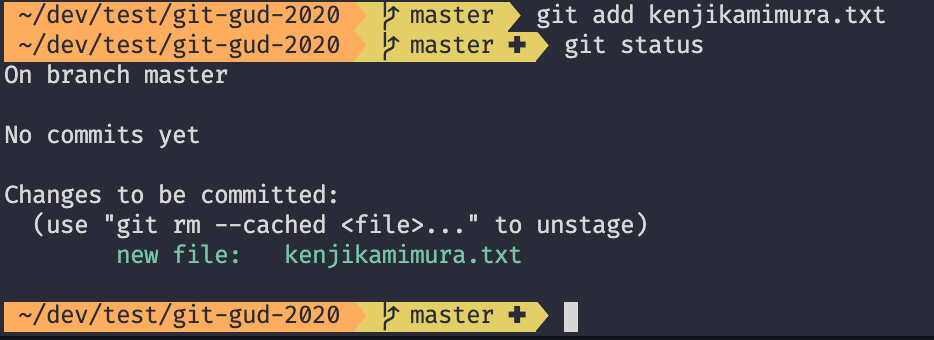 ~/dev/test/git-gud-2020 master git add kenjikamimura.txt
~/dev/test/git-gud-2020 master ✚ git status
On branch master
No commits yet
Changes to be committed:
(use "git rm --cached <file>..." to unstage)
new file: kenjikamimura.txt
~/dev/test/git-gud-2020 master ✚